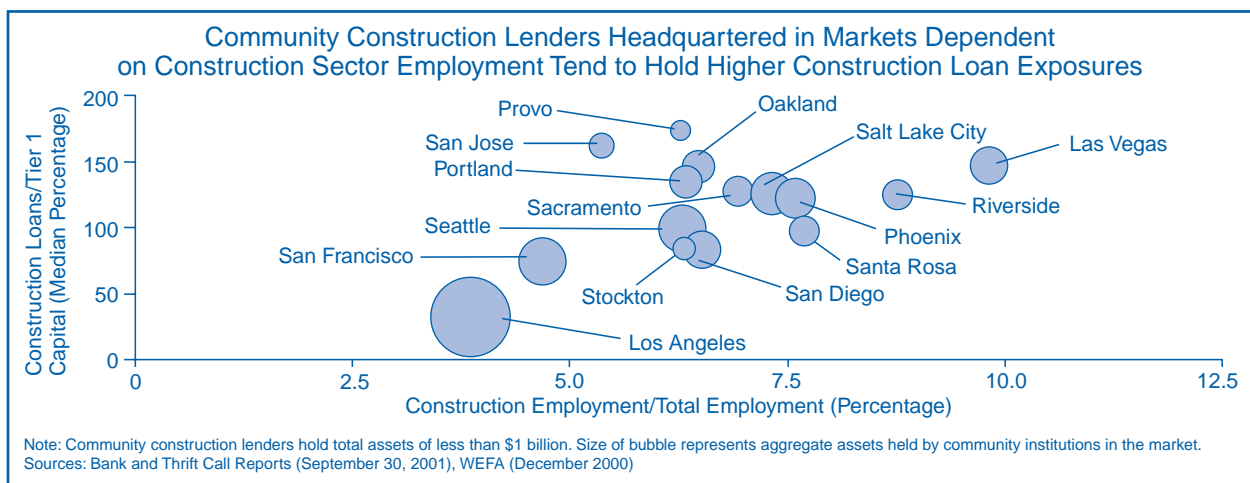 Community Construction Lenders Headquartered in Markets Dependent
on Construction Sector Employment Tend to Hold Higher Construction Loan Exposures
Construction Loans/Tier 1
Capital (Median Percentage)
200
150
100
50
0
Provo
Oakland
San Jose
Salt Lake City
Las Vegas
Portland
Sacramento
Riverside
Seattle
Phoenix
San Francisco
Santa Rosa
Stockton
San Diego
Los Angeles
0
2.5
5.0
7.5
10.0
12.5
Construction Employment/Total Employment (Percentage)
Note: Community construction lenders hold total assets of less than $1 billion. Size of bubble represents aggregate assets held by community institutions in the market.
Sources: Bank and Thrift Call Reports (September 30, 2001), WEFA (December 2000)